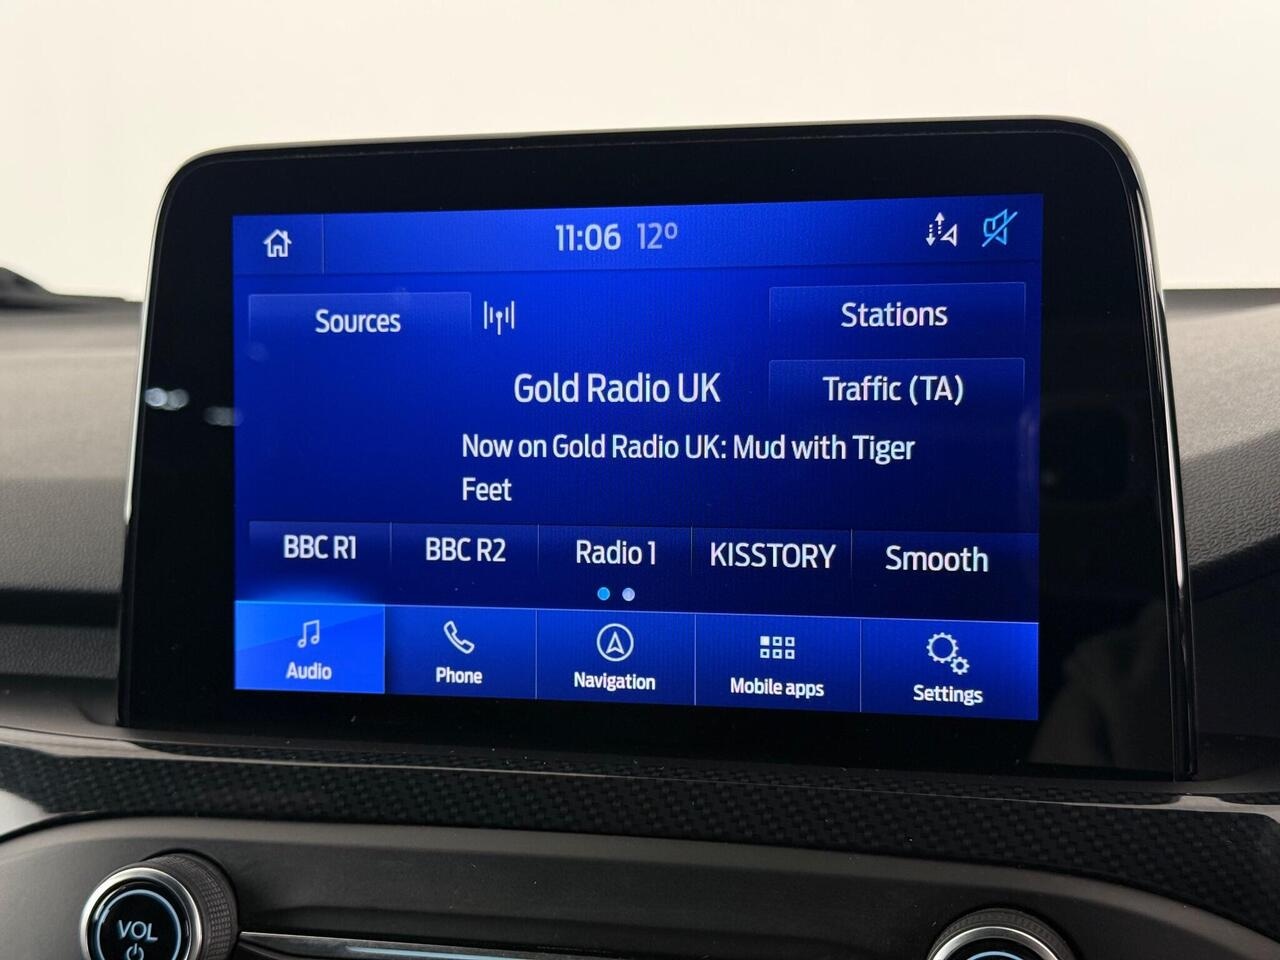 11:06 12°
Sources
Stations
Gold Radio UK
Traffic (TA)
Now on Gold Radio UK: Mud with Tiger
Feet
BBC R1 BBC R2 Radio 1 KISSTORY Smooth
Audio Phone Navigation Mobile apps Settings
VOL